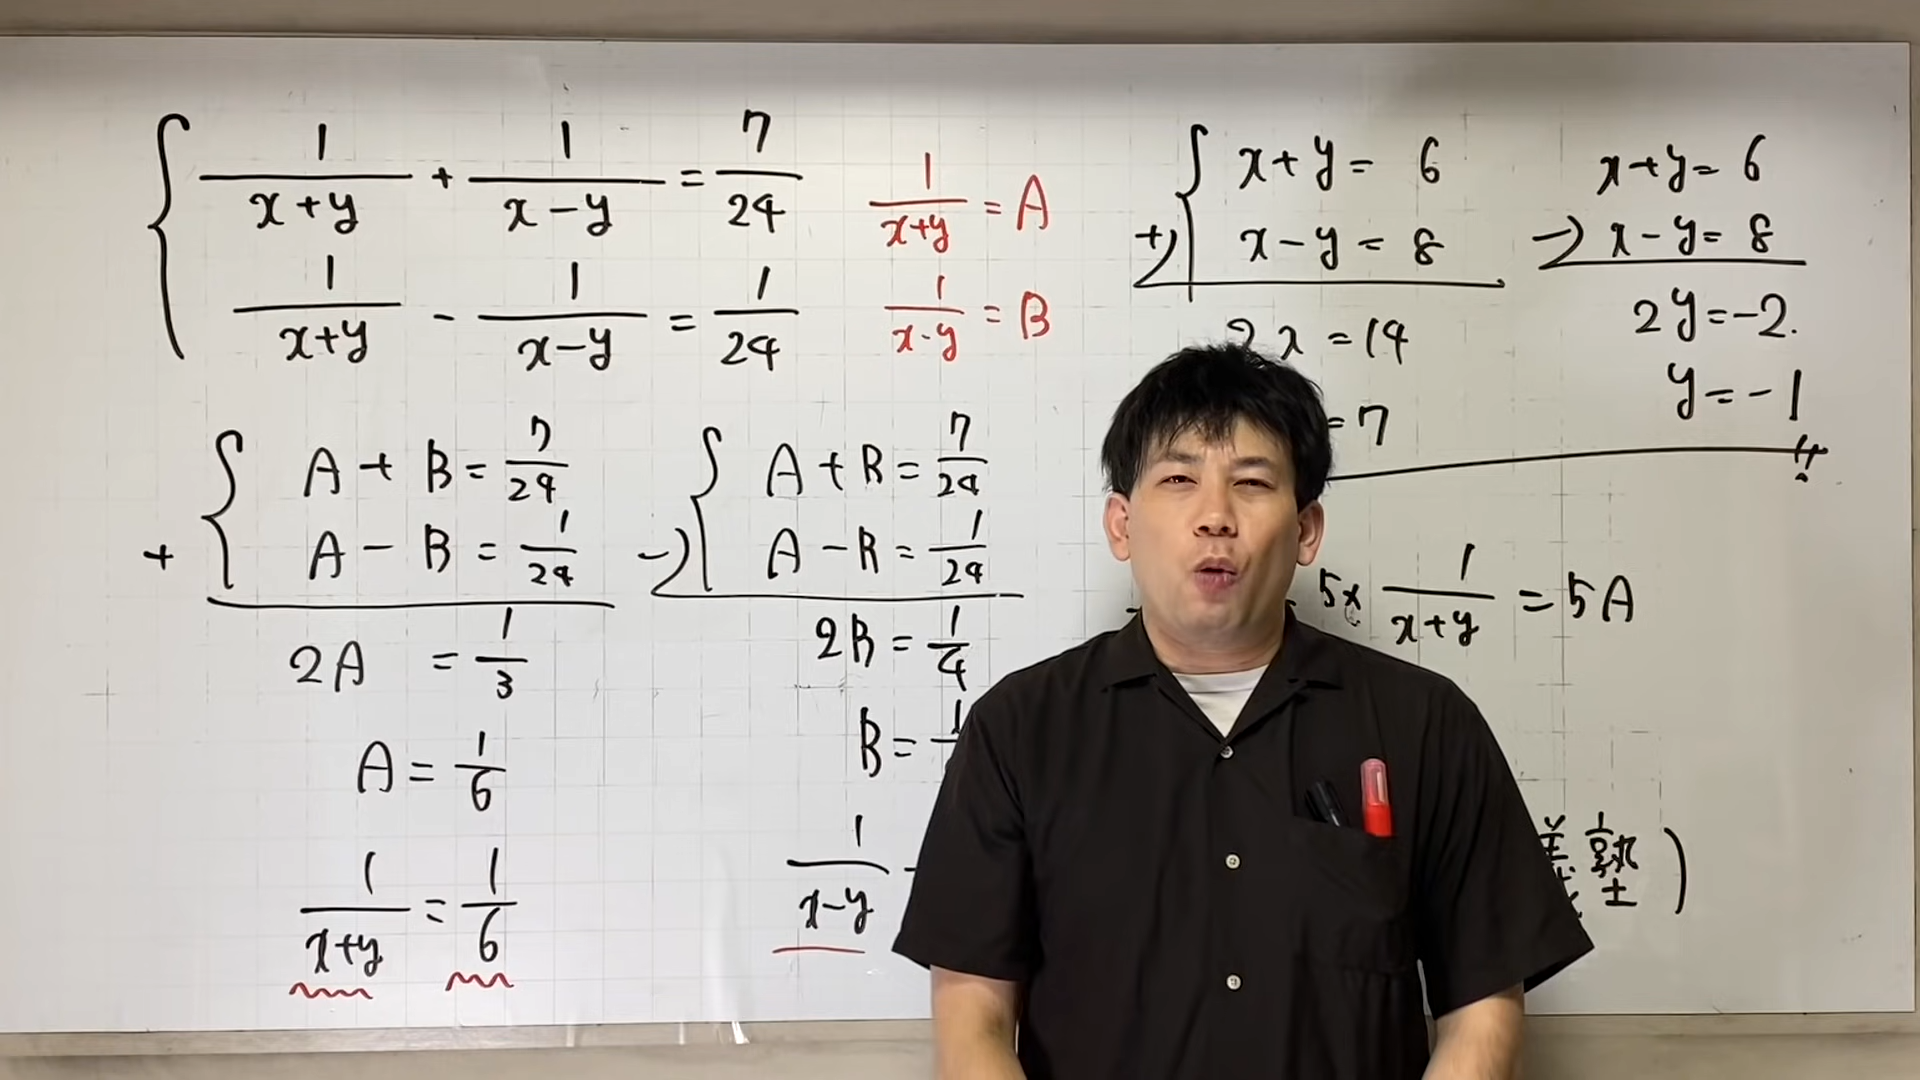 1/(x+y) + 1/(x-y) = 7/24
1/(x+y) - 1/(x-y) = 1/24
1/(x+y) = A
1/(x-y) = B
A + B = 7/24
+ A - B = 1/24
2A = 1/3
A = 1/6
1/(x+y) = 1/6
A + B = 7/24
-) A - B = 1/24
2B = 1/4
B =
1/(x-y)
x+y= 6
+) x-y= 8
2x=14
=7
x+y=6
-) x-y=8
2y=-2.
y=-1
5× 1/(x+y) = 5A
塾)